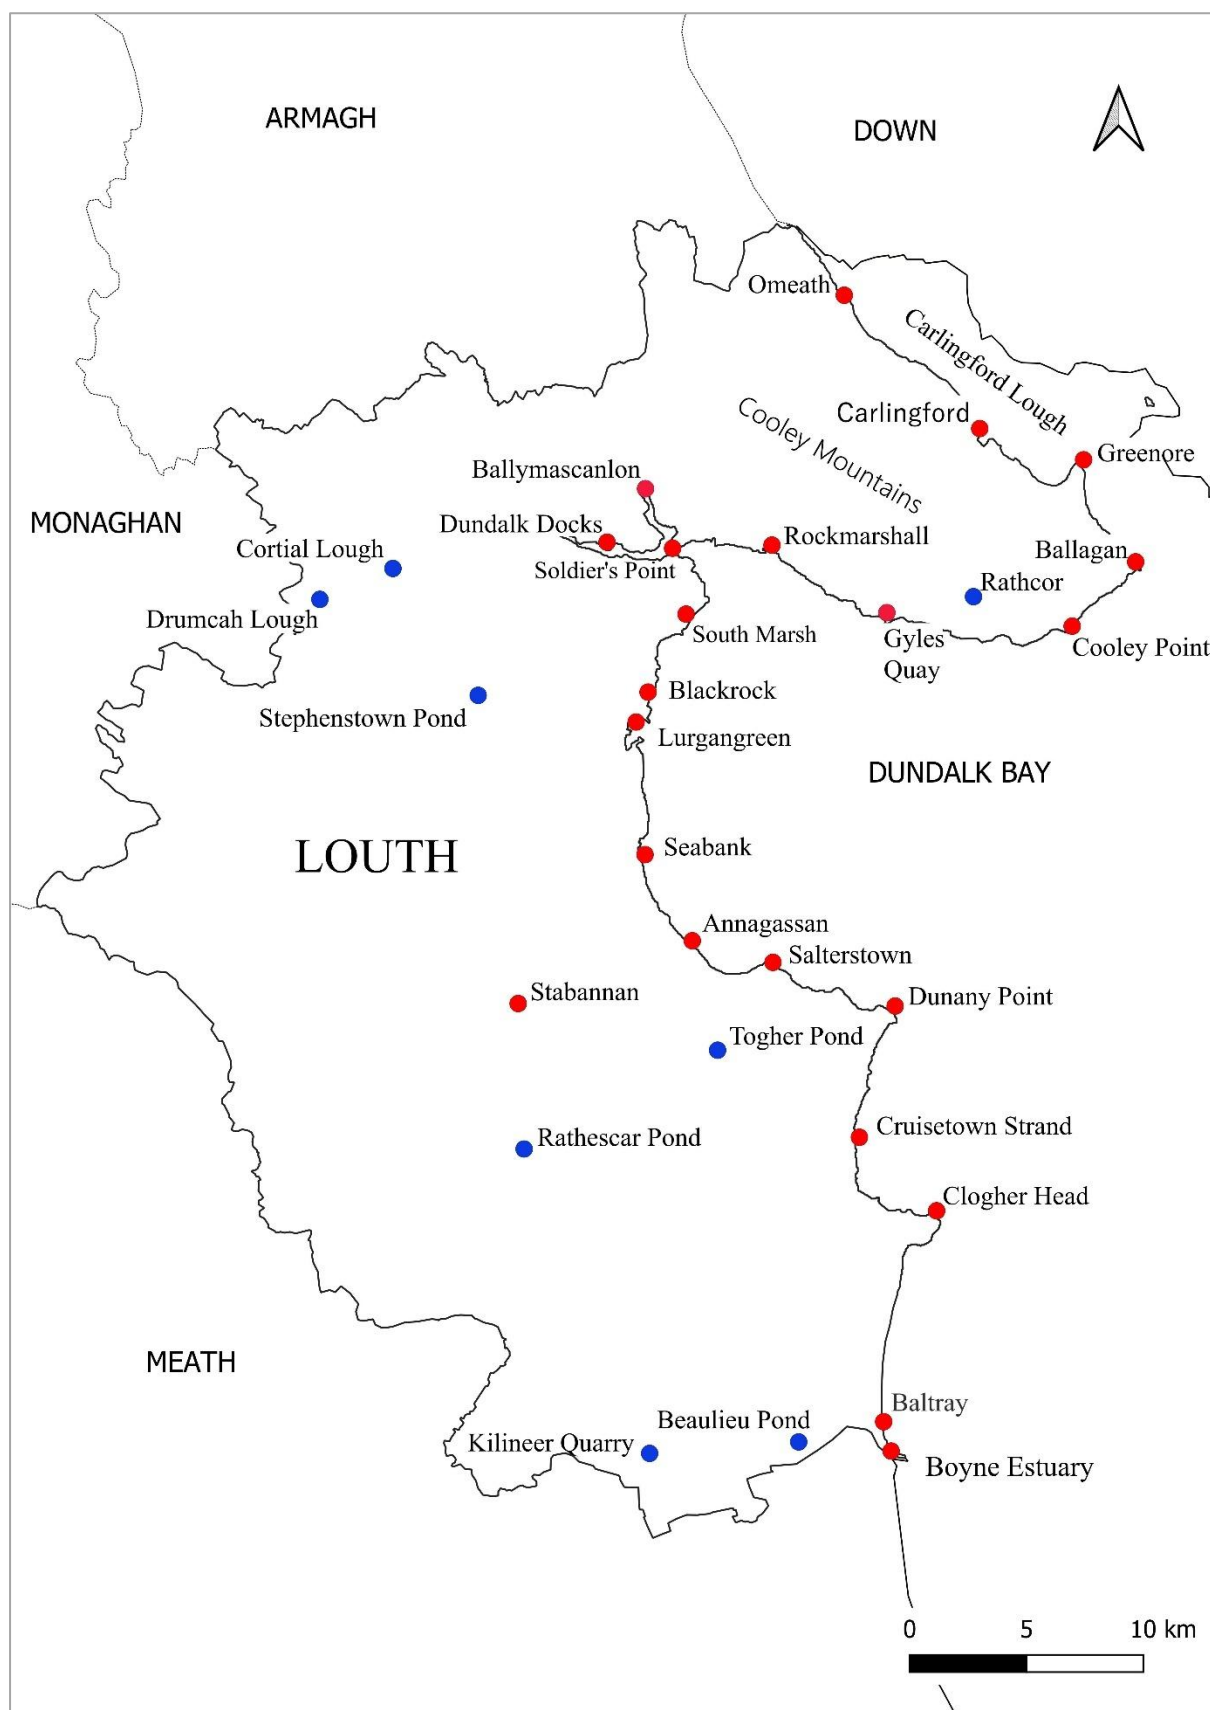 ARMAGH
DOWN
Omeath
Carlingford Lough
Carlingford
Cooley Mountains
Greenore
Ballymascanlon
MONAGHAN
Dundalk Docks
Rockmarshall
Cortial Lough
Soldier's Point
Ballagan
Rathcor
Drumcah Lough
South Marsh
Gyles
Quay
Cooley Point
Blackrock
Stephenstown Pond
Lurgangreen
DUNDALK BAY
LOUTH
Seabank
Annagassan
Salterstown
Stabannan
Dunany Point
Togher Pond
Cruisetown Strand
Rathescar Pond
Clogher Head
MEATH
Baltray
Beaulieu Pond
Kilineer Quarry
Boyne Estuary
0 5 10 km